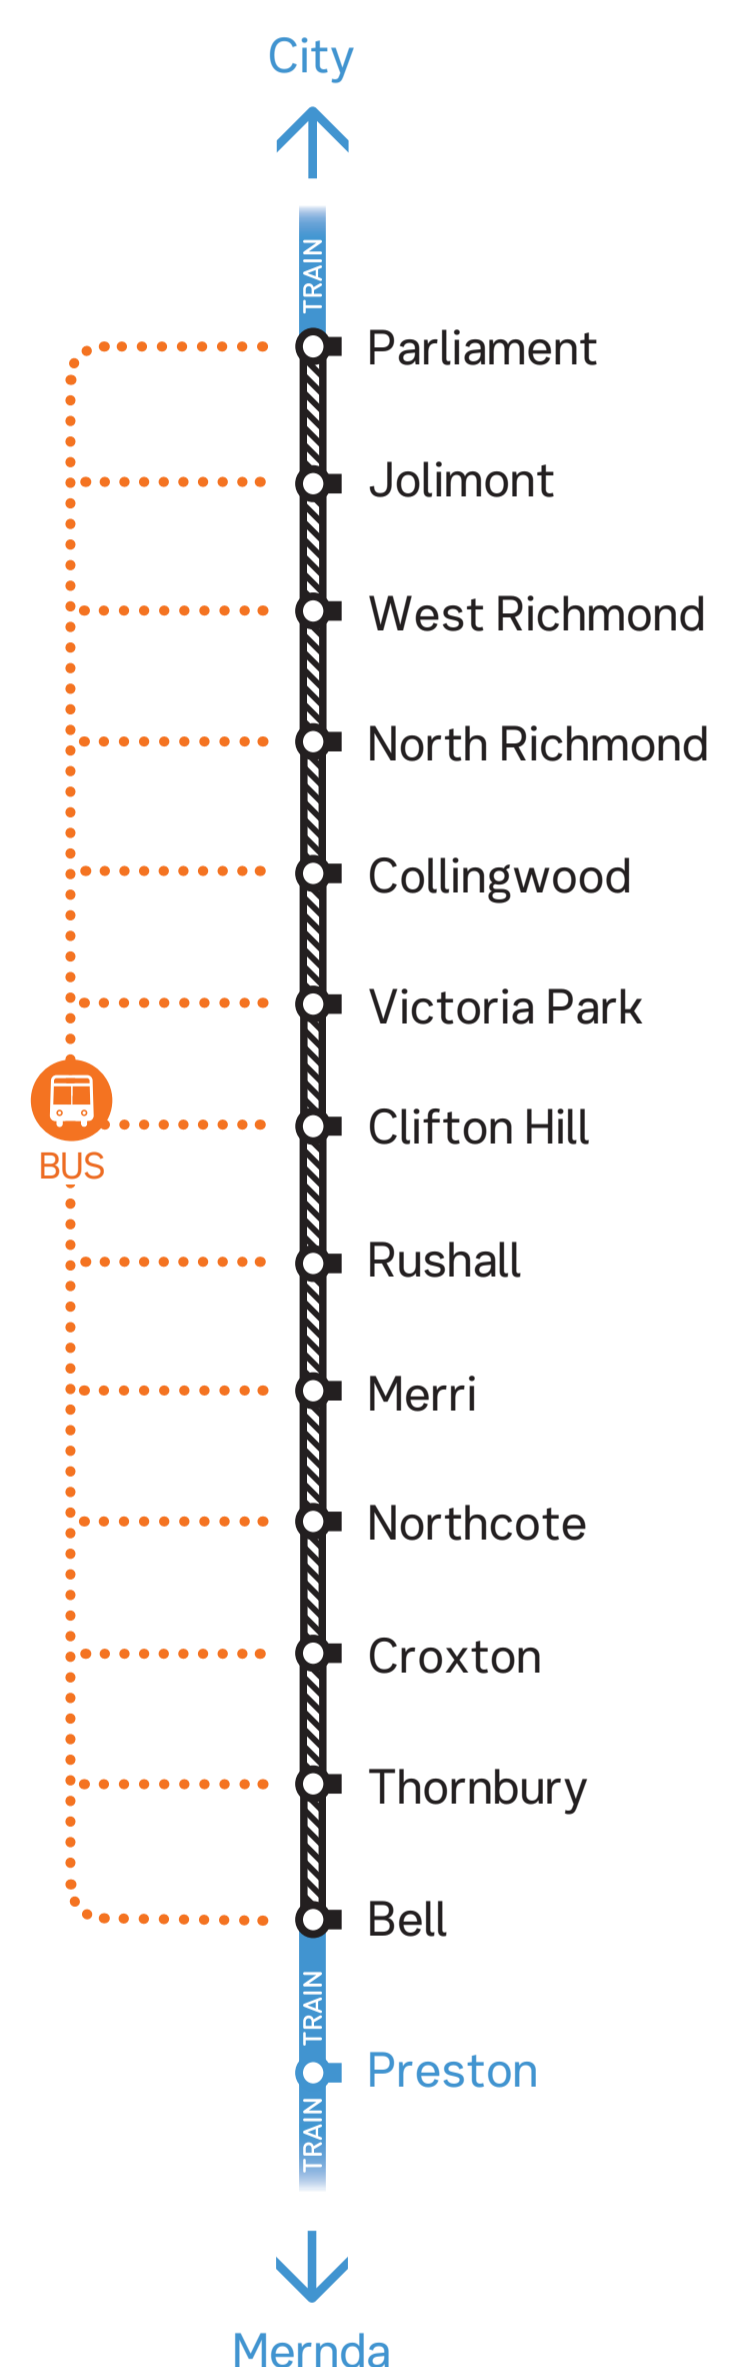 City
TRAIN
Parliament
Jolimont
West Richmond
North Richmond
Collingwood
Victoria Park
Clifton Hill
BUS
Rushall
Merri
Northcote
Croxton
Thornbury
Bell
TRAIN
Preston
TRAIN
Mernda